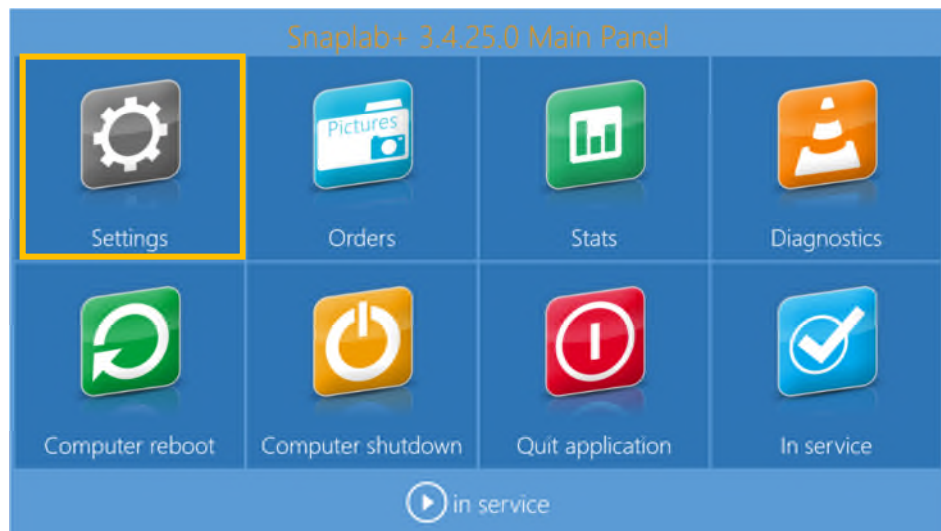 Snaplab+ 3.4.25.0 Main Panel
Pictures
Settings
Orders
Stats
Diagnostics
Computer reboot
Computer shutdown
Quit application
In service
in service